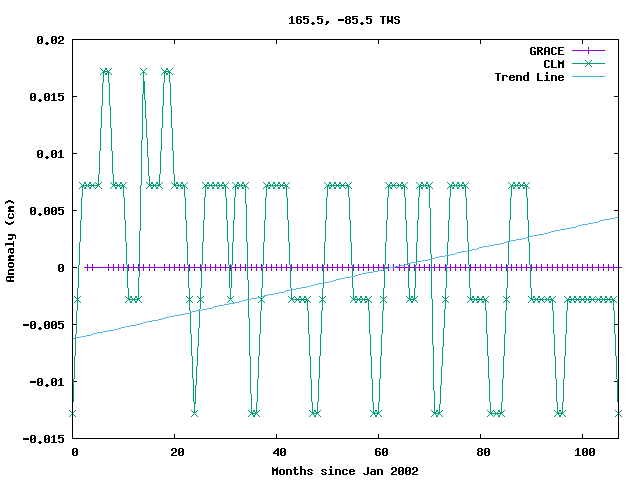 165.5, -85.5 TWS
GRACE
CLM
Trend Line
0.02
0.015
0.01
0.005
0
-0.005
-0.01
-0.015
Anomaly (cm)
0 20 40 60 80 100
Months since Jan 2002